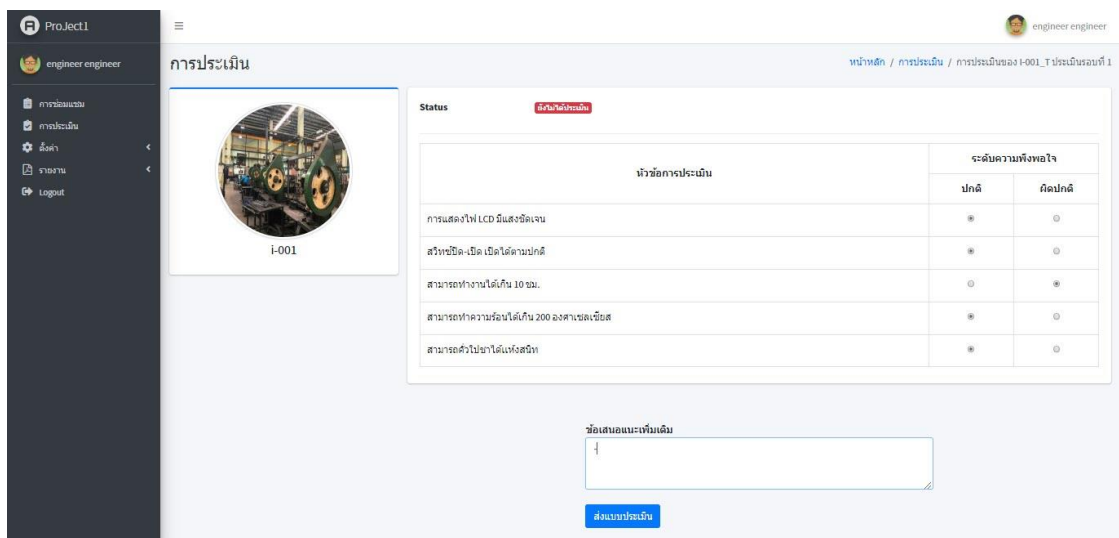 ProJect1
engineer engineer
engineer engineer
การซ่อมแซม
การประเมิน
ตั้งค่า
รายงาน
Logout
การประเมิน
หน้าหลัก / การประเมิน / การประเมินของ I-001_T ประเมินรอบที่ 1
i-001
Status ยังไม่ได้ประเมิน
หัวข้อการประเมิน
ระดับความพึงพอใจ
ปกติ ผิดปกติ
การแสดงไฟ LCD มีแสงชัดเจน
สวิทช์ปิด-เปิด เปิดได้ตามปกติ
สามารถทำงานได้เกิน 10 ชม.
สามารถทำความร้อนได้เกิน 200 องศาเซลเซียส
สามารถคั่วใบชาได้แห้งสนิท
ข้อเสนอแนะเพิ่มเติม
-
ส่งแบบประเมิน